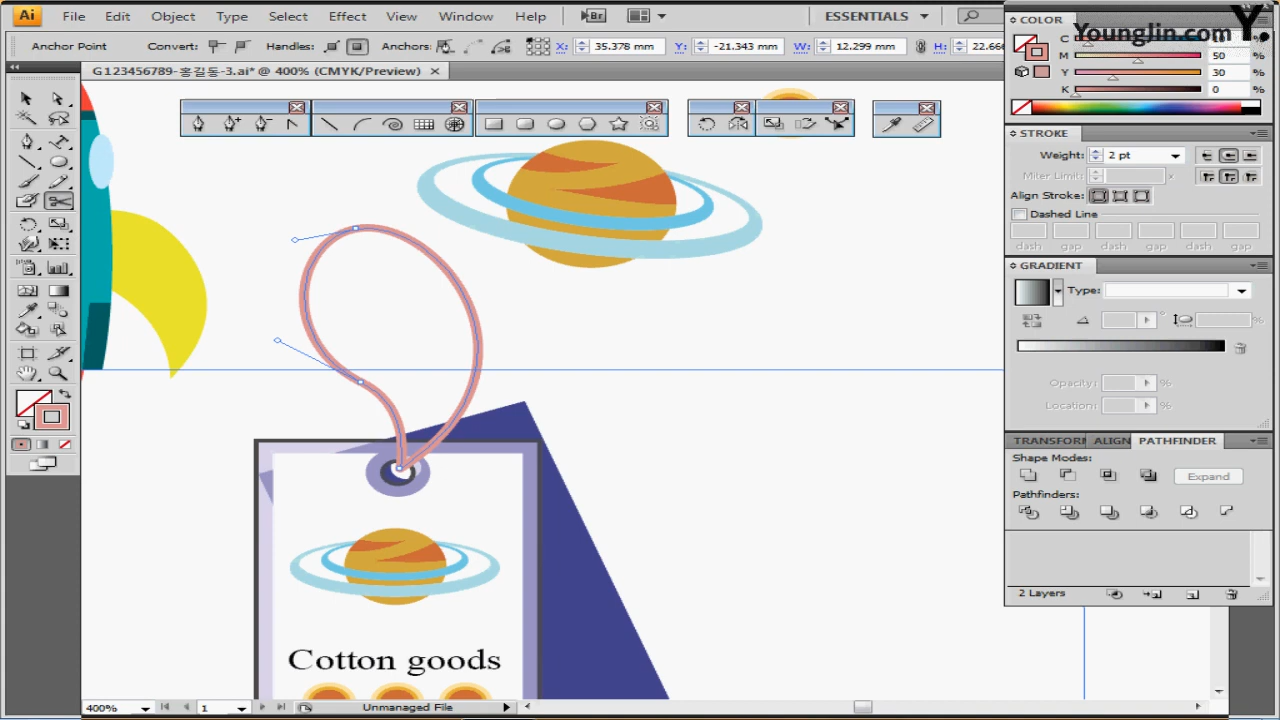 Ai File Edit Object Type Select Effect View Window Help Br ESSENTIALS
Anchor Point Convert: Handles: Anchors: X: 35.378 mm Y: -21.343 mm W: 12.299 mm H: 22.666
G123456789-홍길동-3.ai* @ 400% (CMYK/Preview)
COLOR
Younglin.com Y.
C %
M 50 %
Y 30 %
K 0 %
STROKE
Weight: 2 pt
Miter Limit: x
Align Stroke:
Dashed Line
dash gap dash gap dash gap
GRADIENT
Type:
°
%
Opacity: %
Location: %
TRANSFORM ALIGN PATHFINDER
Shape Modes:
Expand
Pathfinders:
2 Layers
Cotton goods
400% 1 Unmanaged File